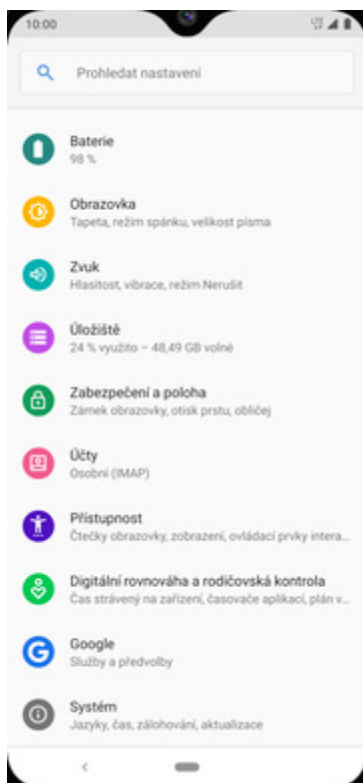 10:00
LTE
Prohledat nastavení
Baterie
98 %
Obrazovka
Tapeta, režim spánku, velikost písma
Zvuk
Hlasitost, vibrace, režim Nerušit
Úložiště
24 % využito – 48,49 GB volné
Zabezpečení a poloha
Zámek obrazovky, otisk prstu, obličej
Účty
Osobní (IMAP)
Přístupnost
Čtečky obrazovky, zobrazení, ovládací prvky intera...
Digitální rovnováha a rodičovská kontrola
Čas strávený na zařízení, časovače aplikací, plán v...
Google
Služby a předvolby
Systém
Jazyky, čas, zálohování, aktualizace